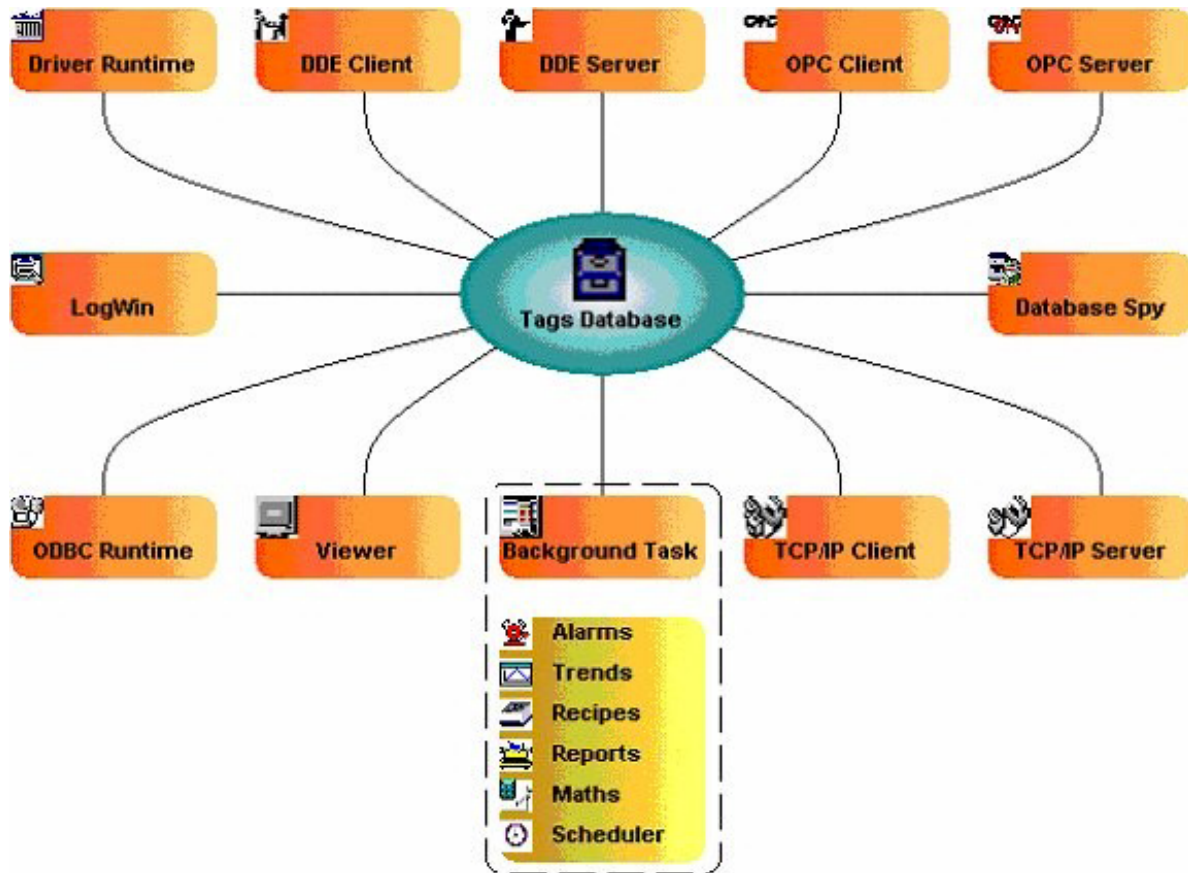 Driver Runtime
DDE Client
DDE Server
OPC Client
OPC Server
LogWin
Tags Database
Database Spy
ODBC Runtime
Viewer
Background Task
TCP/IP Client
TCP/IP Server
Alarms
Trends
Recipes
Reports
Maths
Scheduler